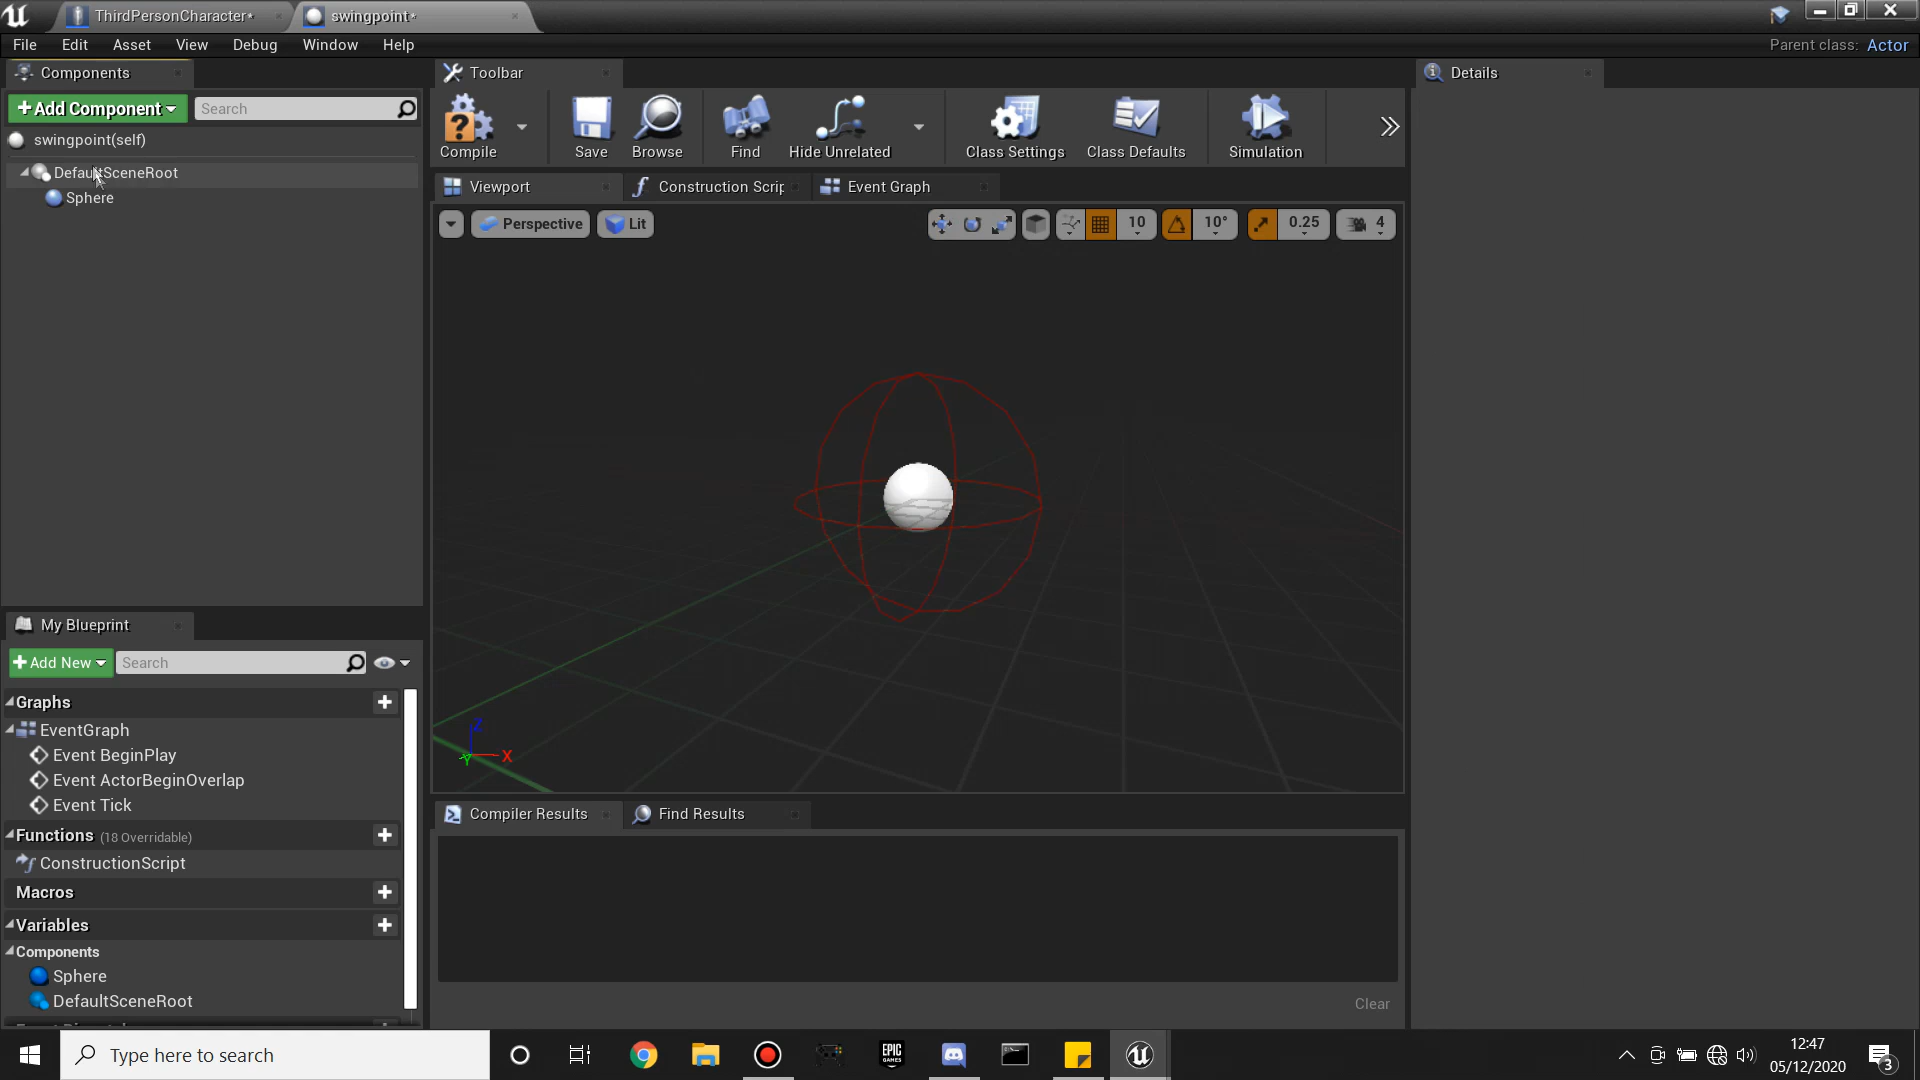 ThirdPersonCharacter*
swingpoint*
File Edit Asset View Debug Window Help
Parent class: Actor
Components
+Add Component
Search
swingpoint(self)
DefaultSceneRoot
Sphere
Toolbar
Compile
Save
Browse
Find
Hide Unrelated
Class Settings
Class Defaults
Simulation
Details
Viewport
Construction Scrip
Event Graph
Perspective
Lit
10
10°
0.25
4
Z
X
Y
My Blueprint
+Add New
Search
Graphs
EventGraph
Event BeginPlay
Event ActorBeginOverlap
Event Tick
Functions (18 Overridable)
ConstructionScript
Macros
Variables
Components
Sphere
DefaultSceneRoot
Compiler Results
Find Results
Clear
Type here to search
EPIC
GAMES
12:47
05/12/2020
3